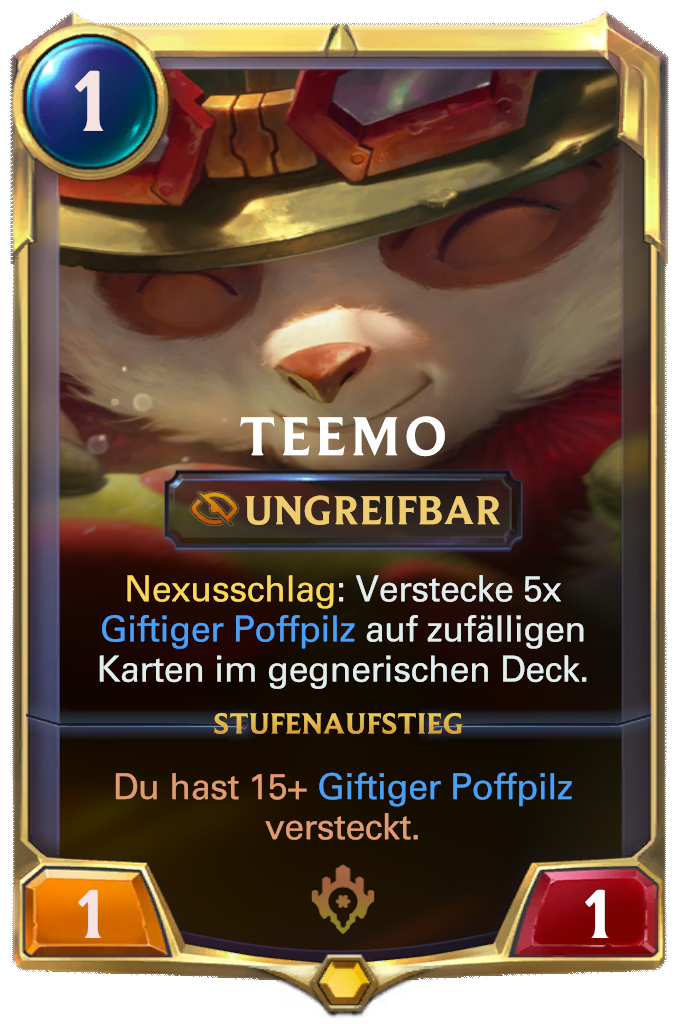 1
TEEMO
UNGREIFBAR
Nexusschlag: Verstecke 5x
Giftiger Poffpilz auf zufälligen
Karten im gegnerischen Deck.
STUFENAUFSTIEG
Du hast 15+ Giftiger Poffpilz
versteckt.
1
1